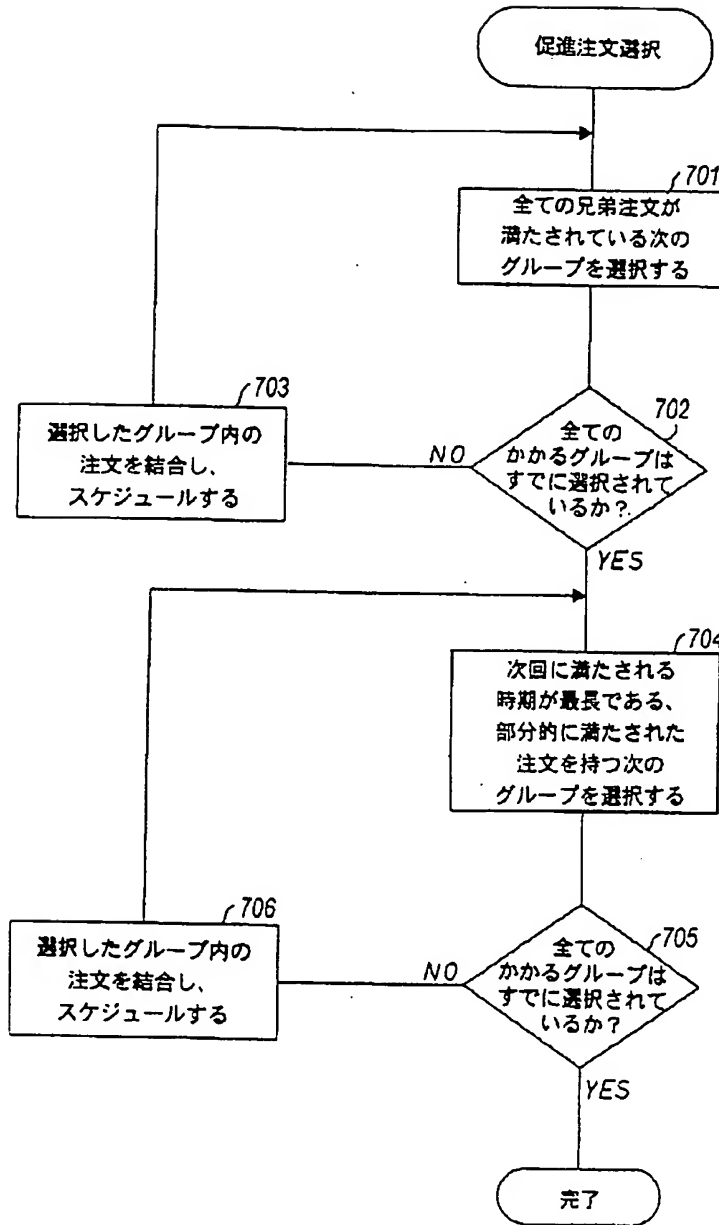 促進注文選択
701
全ての兄弟注文が
満たされている次の
グループを選択する
703
選択したグループ内の
注文を結合し、
スケジュールする
702
全ての
かかるグループは
すでに選択されて
いるか?
NO
YES
704
次回に満たされる
時期が最長である、
部分的に満たされた
注文を持つ次の
グループを選択する
706
選択したグループ内の
注文を結合し、
スケジュールする
705
全ての
かかるグループは
すでに選択されて
いるか?
NO
YES
完了